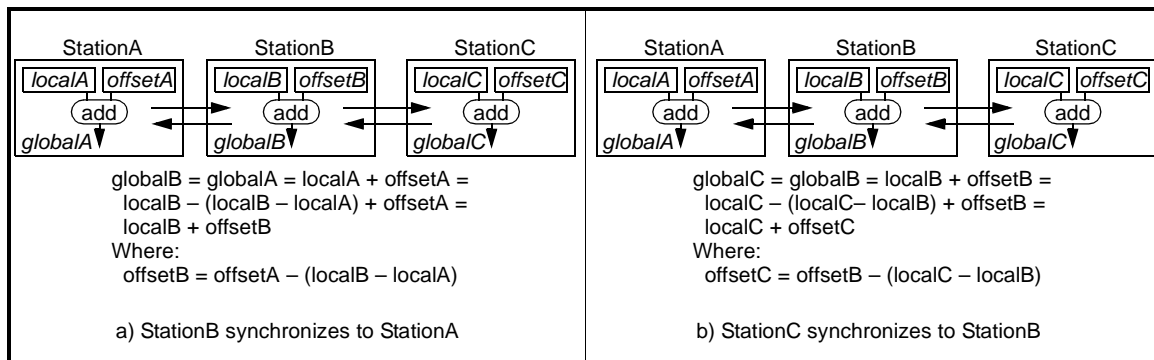 StationA StationB StationC
localA offsetA localB offsetB localC offsetC
add add add
globalA globalB globalC
globalB = globalA = localA + offsetA =
localB – (localB – localA) + offsetA =
localB + offsetB
Where:
offsetB = offsetA – (localB – localA)
a) StationB synchronizes to StationA
StationA StationB StationC
localA offsetA localB offsetB localC offsetC
add add add
globalA globalB globalC
globalC = globalB = localB + offsetB =
localC – (localC– localB) + offsetB =
localC + offsetC
Where:
offsetC = offsetB – (localC – localB)
b) StationC synchronizes to StationB